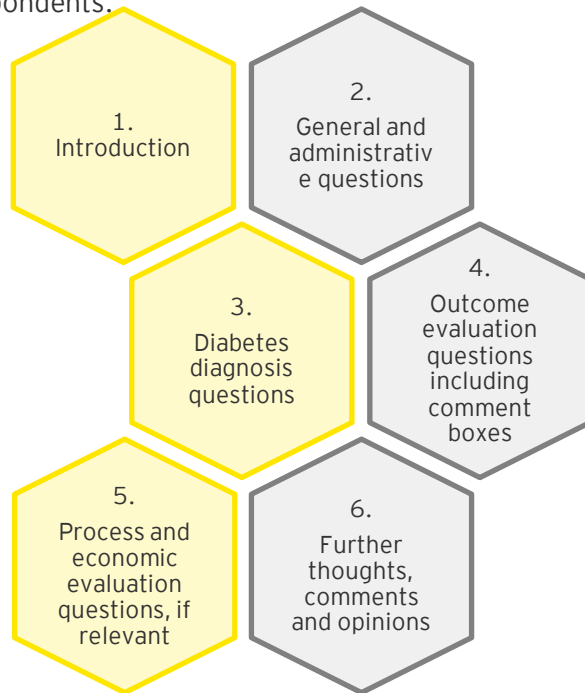 pondents.
1.
Introduction
2.
General and
administrativ
e questions
3.
Diabetes
diagnosis
questions
4.
Outcome
evaluation
questions
including
comment
boxes
5.
Process and
economic
evaluation
questions, if
relevant
6.
Further
thoughts,
comments
and opinions